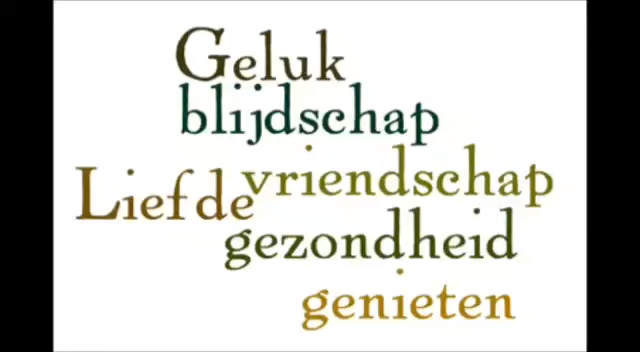 Geluk
blijdschap
vriendschap
Liefde
gezondheid
genieten